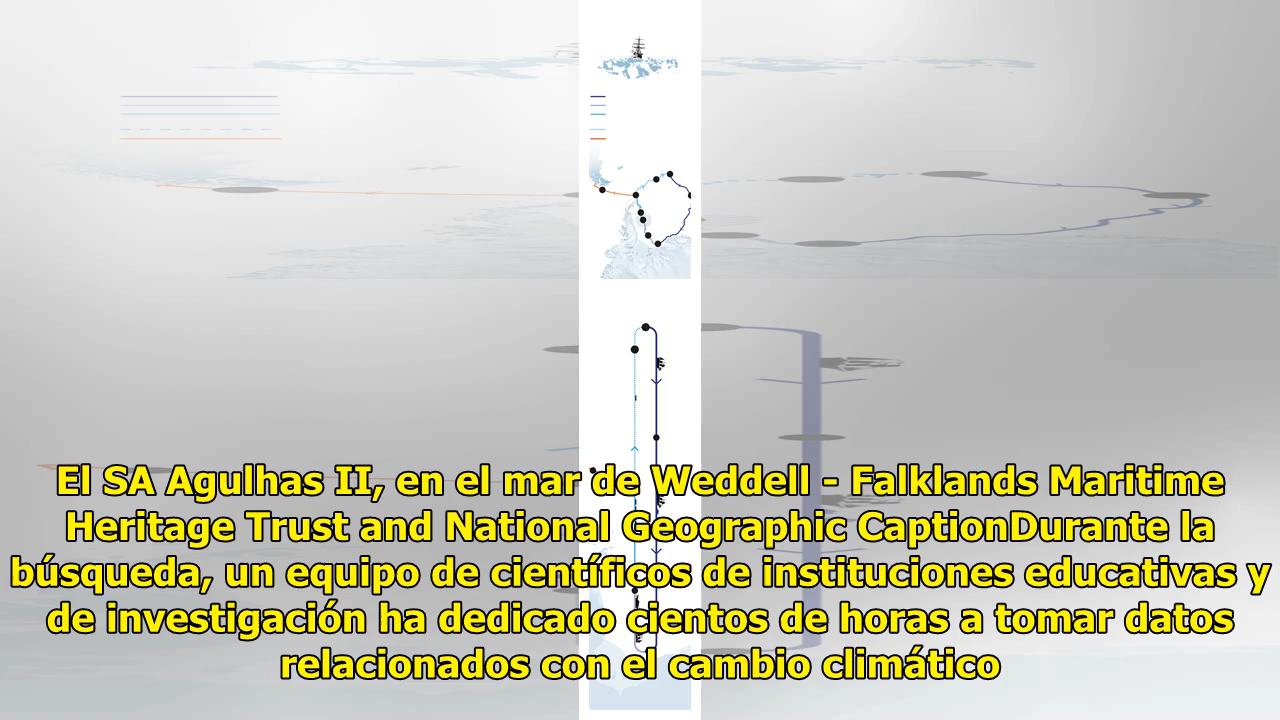 El SA Agulhas II, en el mar de Weddell - Falklands Maritime
Heritage Trust and National Geographic CaptionDurante la
búsqueda, un equipo de científicos de instituciones educativas y
de investigación ha dedicado cientos de horas a tomar datos
relacionados con el cambio climático